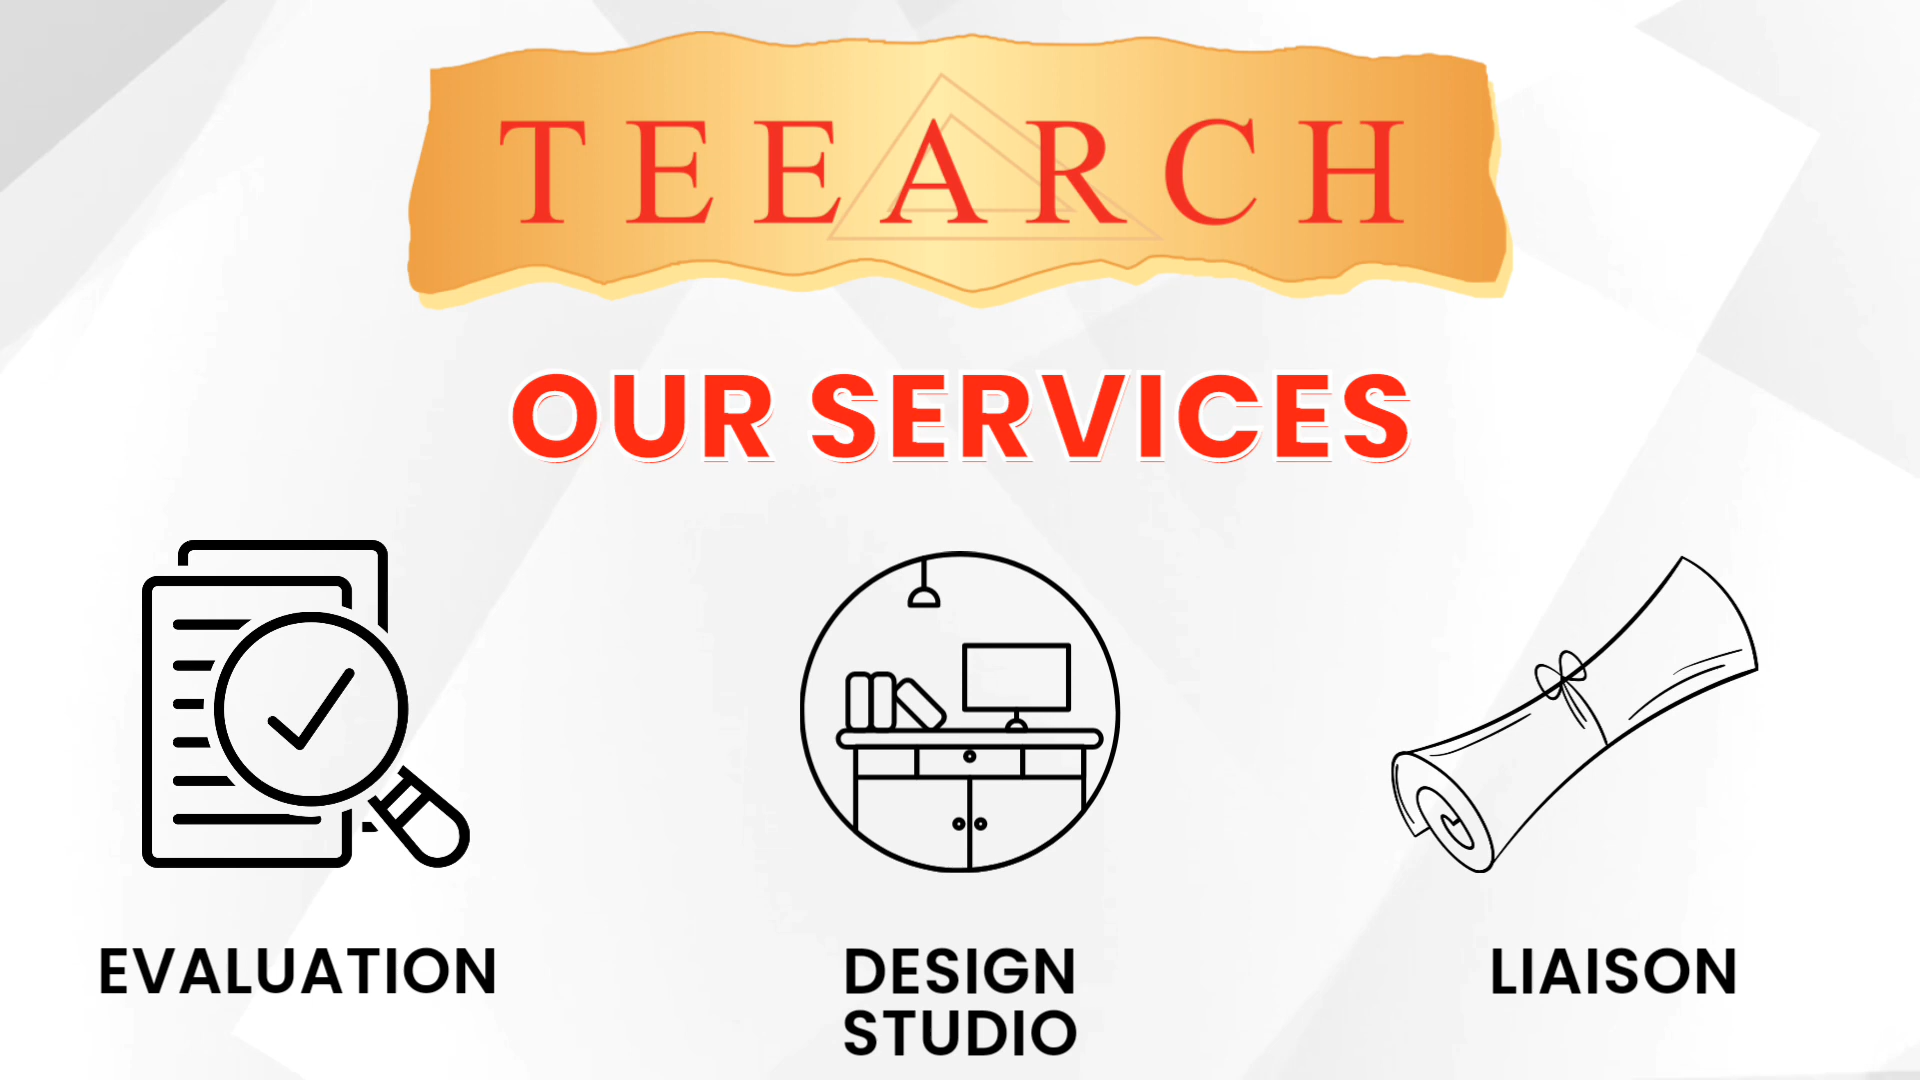 TEEARCH
OUR SERVICES
EVALUATION
DESIGN
STUDIO
LIAISON